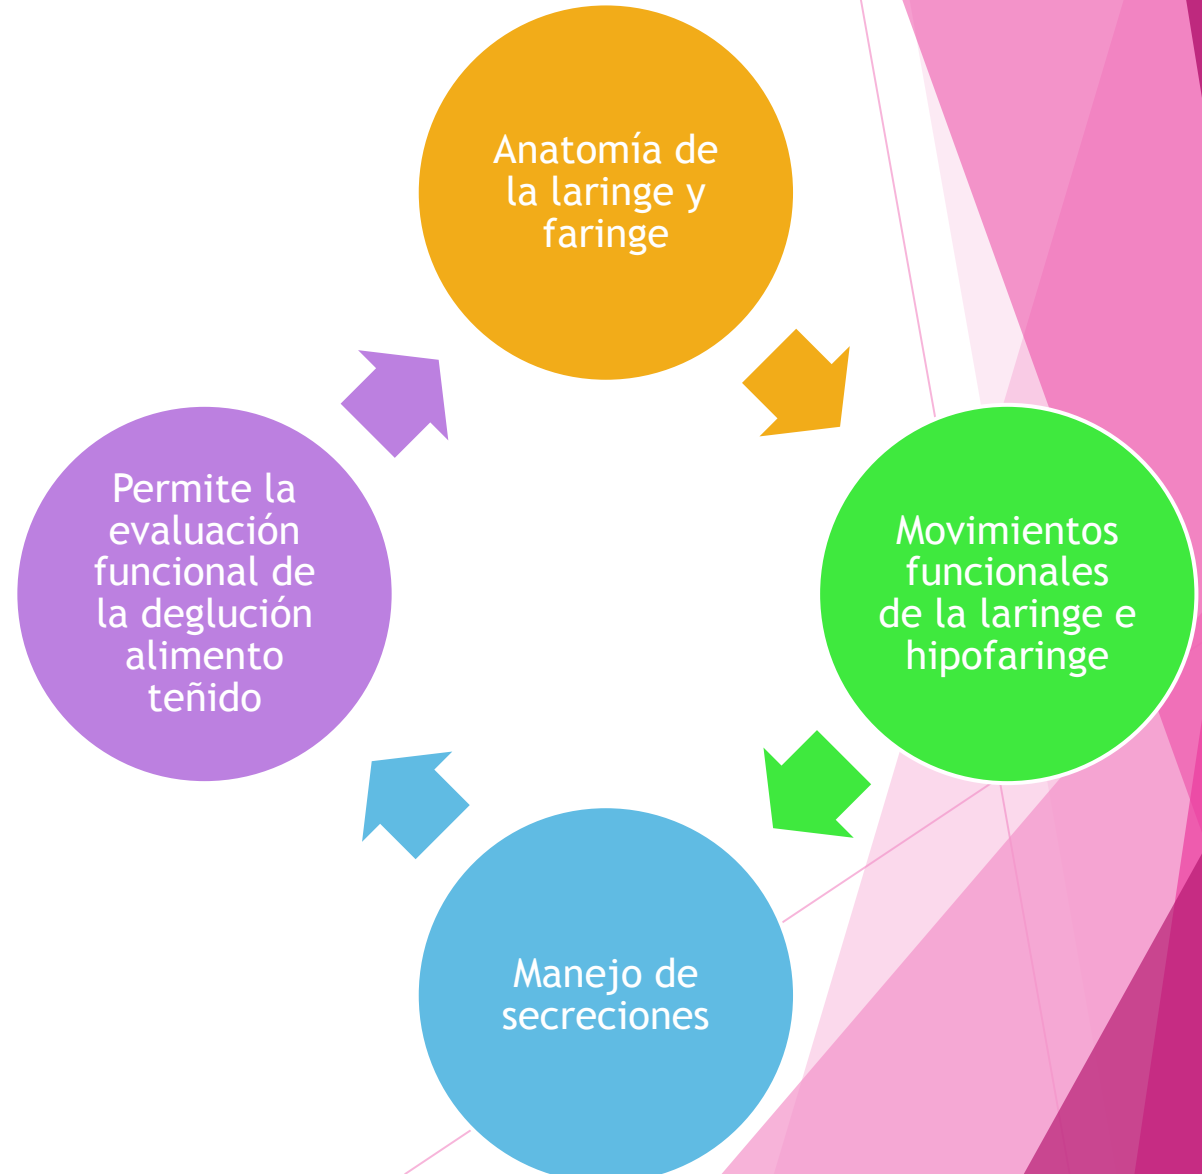 Anatomía de
la laringe y
faringe
Movimientos
funcionales
de la laringe e
hipofaringe
Manejo de
secreciones
Permite la
evaluación
funcional de
la deglución
alimento
teñido